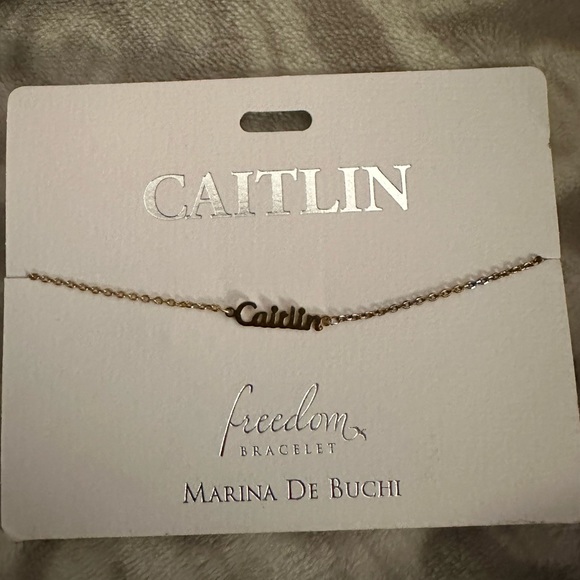 CAITLIN
Caitlin
freedom
BRACELET
MARINA DE BUCHI